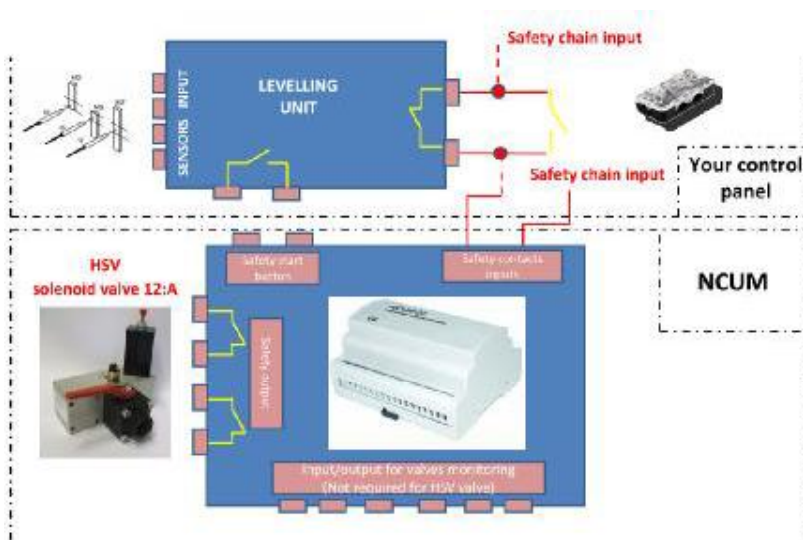 Safety chain input
LEVELLING
UNIT
SENSORS INPUT
Safety chain input
Your control
panel
HSV
solenoid valve 12:A
Safety start
button
Safety contacts
inputs
NCUM
Safety output
Input/output for valves monitoring
(Not required for HSV valve)